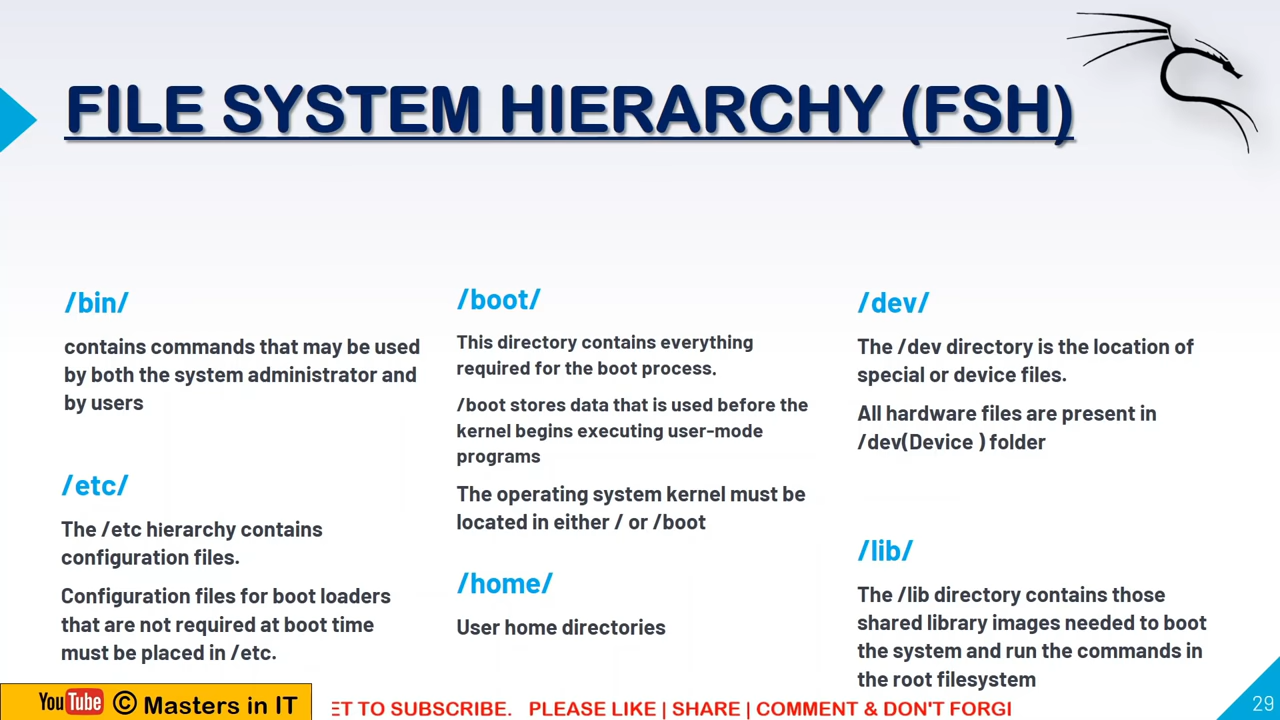 FILE SYSTEM HIERARCHY (FSH)
/bin/
contains commands that may be used
by both the system administrator and
by users
/etc/
The /etc hierarchy contains
configuration files.
Configuration files for boot loaders
that are not required at boot time
must be placed in /etc.
/boot/
This directory contains everything
required for the boot process.
/boot stores data that is used before the
kernel begins executing user-mode
programs
The operating system kernel must be
located in either / or /boot
/home/
User home directories
/dev/
The /dev directory is the location of
special or device files.
All hardware files are present in
/dev(Device ) folder
/lib/
The /lib directory contains those
shared library images needed to boot
the system and run the commands in
the root filesystem
YouTube © Masters in IT
ET TO SUBSCRIBE. PLEASE LIKE | SHARE | COMMENT & DON'T FORGI
29